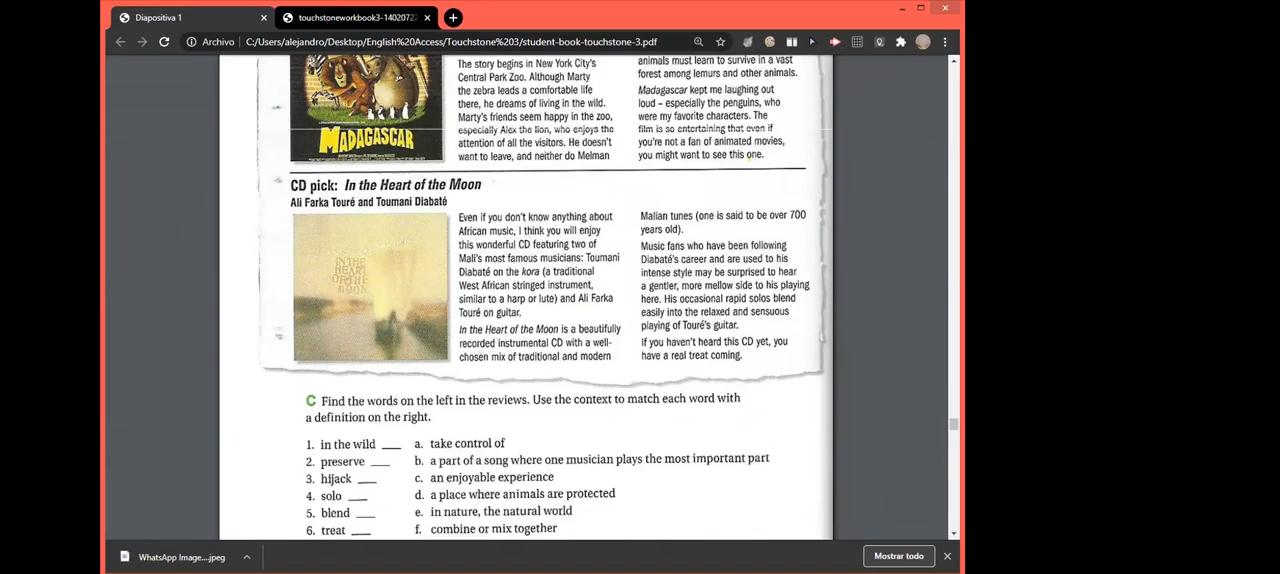 Diapositiva 1
touchstoneworkbook3-1402072
Archivo
C:/Users/alejandro/Desktop/English%20Access/Touchstone%203/student-book-touchstone-3.pdf
MADAGASCAR
The story begins in New York City's
Central Park Zoo. Although Marty
the zebra leads a comfortable life
there, he dreams of living in the wild.
Marty's friends seem happy in the zoo,
especially Alex the lion, who enjoys the
attention of all the visitors. He doesn't
want to leave, and neither do Melman
animals must learn to survive in a vast
forest among lemurs and other animals.
Madagascar kept me laughing out
loud – especially the penguins, who
were my favorite characters. The
film is so entertaining that even if
you're not a fan of animated movies,
you might want to see this one.
CD pick: In the Heart of the Moon
Ali Farka Touré and Toumani Diabaté
IN THE
HEART
OF THE
MOON
Even if you don't know anything about
African music, I think you will enjoy
this wonderful CD featuring two of
Mali's most famous musicians: Toumani
Diabaté on the kora (a traditional
West African stringed instrument,
similar to a harp or lute) and Ali Farka
Touré on guitar.
In the Heart of the Moon is a beautifully
recorded instrumental CD with a well-
chosen mix of traditional and modern
Malian tunes (one is said to be over 700
years old).
Music fans who have been following
Diabaté's career and are used to his
intense style may be surprised to hear
a gentler, more mellow side to his playing
here. His occasional rapid solos blend
easily into the relaxed and sensuous
playing of Touré's guitar.
If you haven't heard this CD yet, you
have a real treat coming.
C Find the words on the left in the reviews. Use the context to match each word with
a definition on the right.
1. in the wild ___ a. take control of
2. preserve ___ b. a part of a song where one musician plays the most important part
3. hijack ___ c. an enjoyable experience
4. solo ___ d. a place where animals are protected
5. blend ___ e. in nature, the natural world
6. treat ___ f. combine or mix together
WhatsApp Image....jpeg
Mostrar todo